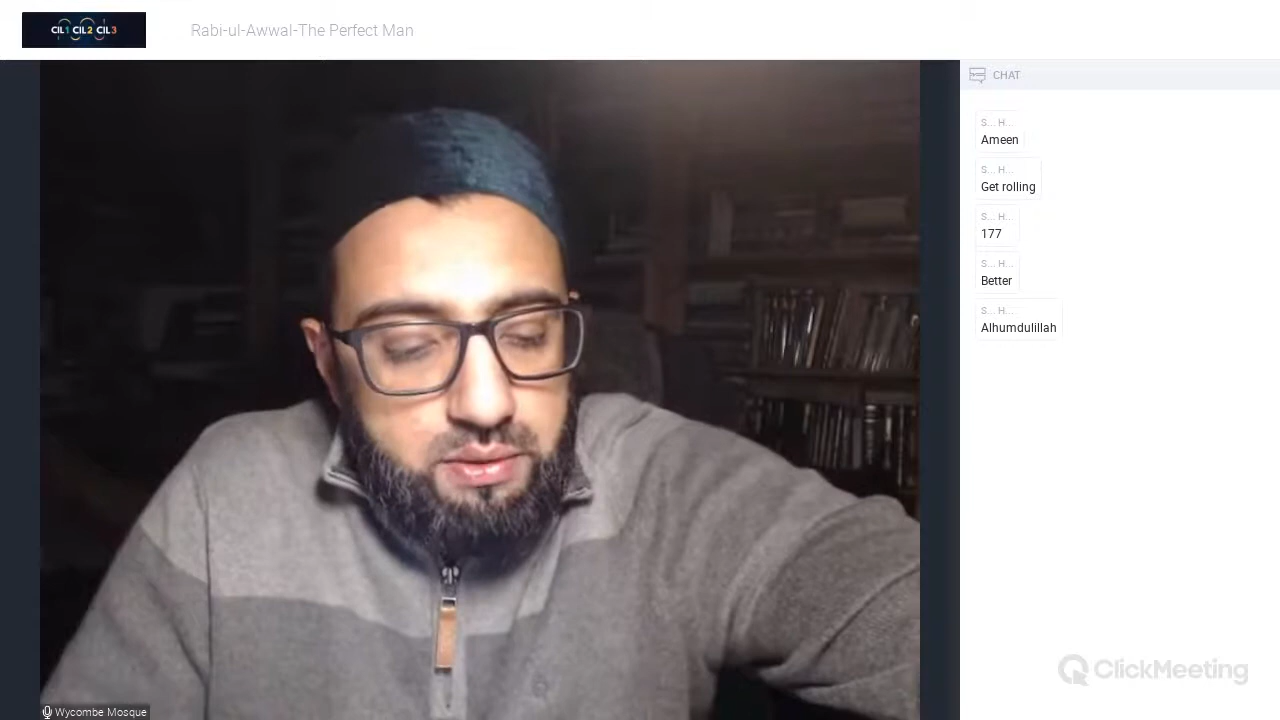 CIL1 CIL2 CIL3
Rabi-ul-Awwal-The Perfect Man
CHAT
S... H...
Ameen
S... H...
Get rolling
S... H...
177
S... H...
Better
S... H...
Alhumdulillah
ClickMeeting
Wycombe Mosque